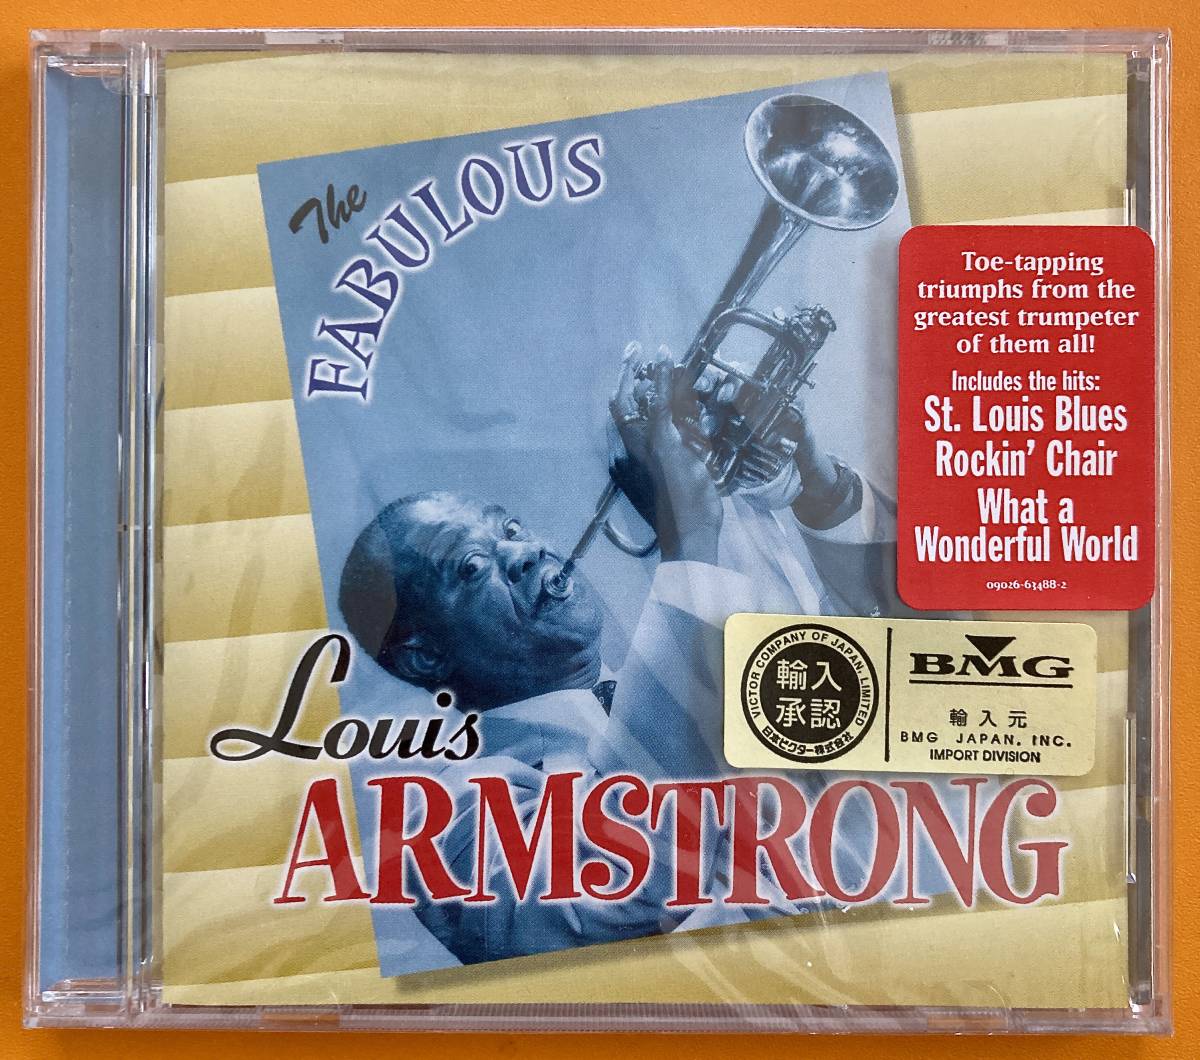 The
FABULOUS
Louis
ARMSTRONG
Toe-tapping
triumphs from the
greatest trumpeter
of them all!
Includes the hits:
St. Louis Blues
Rockin' Chair
What a
Wonderful World
09026-63488-2
VICTOR COMPANY OF JAPAN, LIMITED
輸入
承認
日本ビクター株式会社
BMG
輸入元
BMG JAPAN, INC.
IMPORT DIVISION